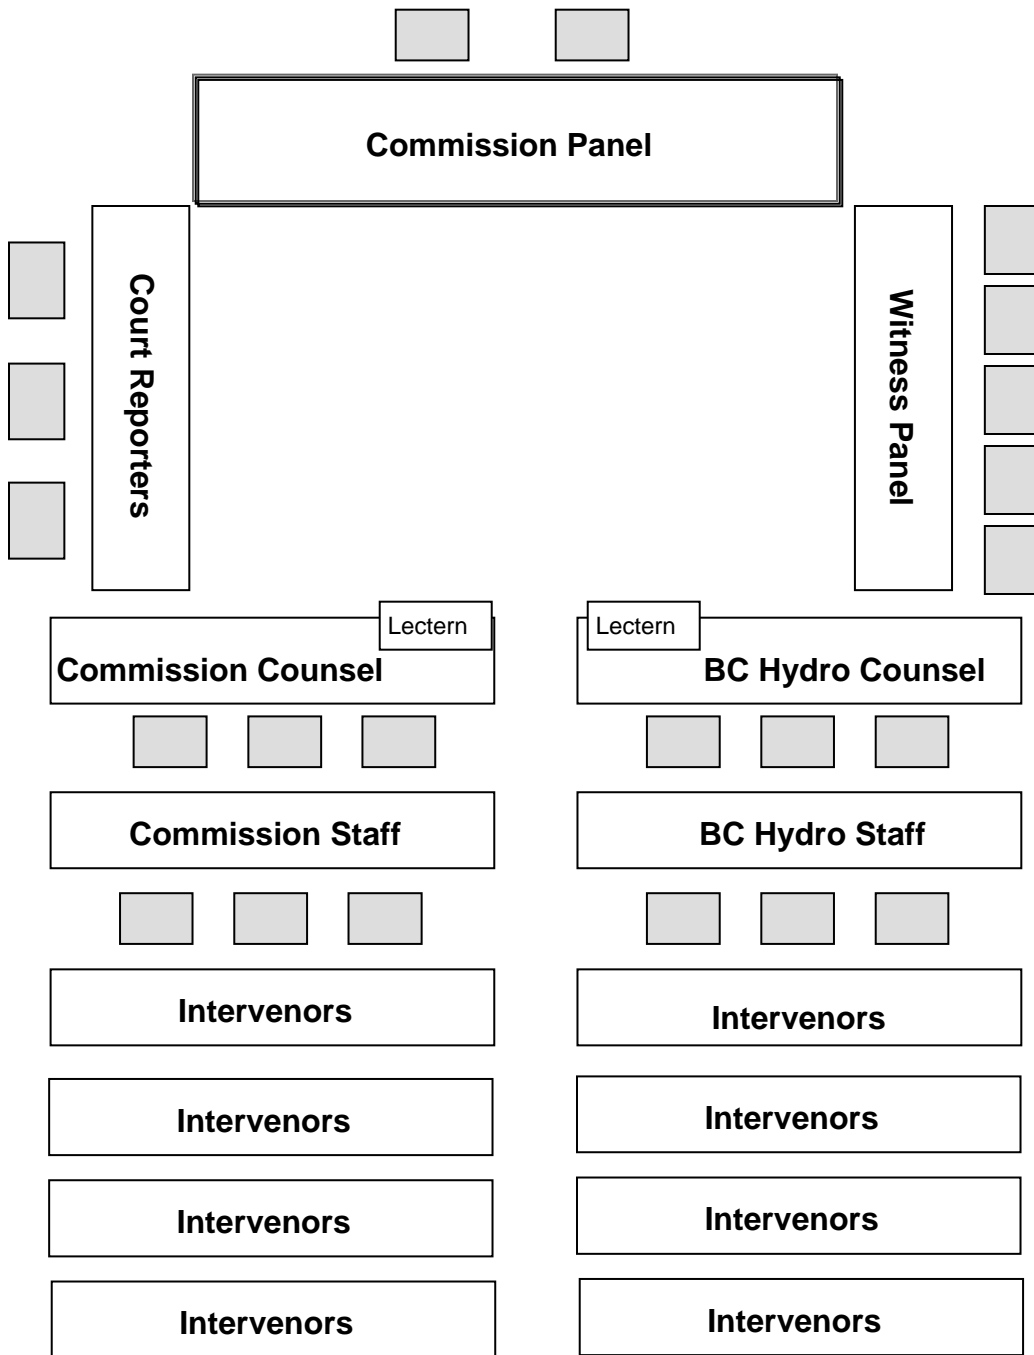 Commission Panel
Court Reporters
Witness Panel
Lectern
Lectern
Commission Counsel
BC Hydro Counsel
Commission Staff
BC Hydro Staff
Intervenors
Intervenors
Intervenors
Intervenors
Intervenors
Intervenors
Intervenors
Intervenors